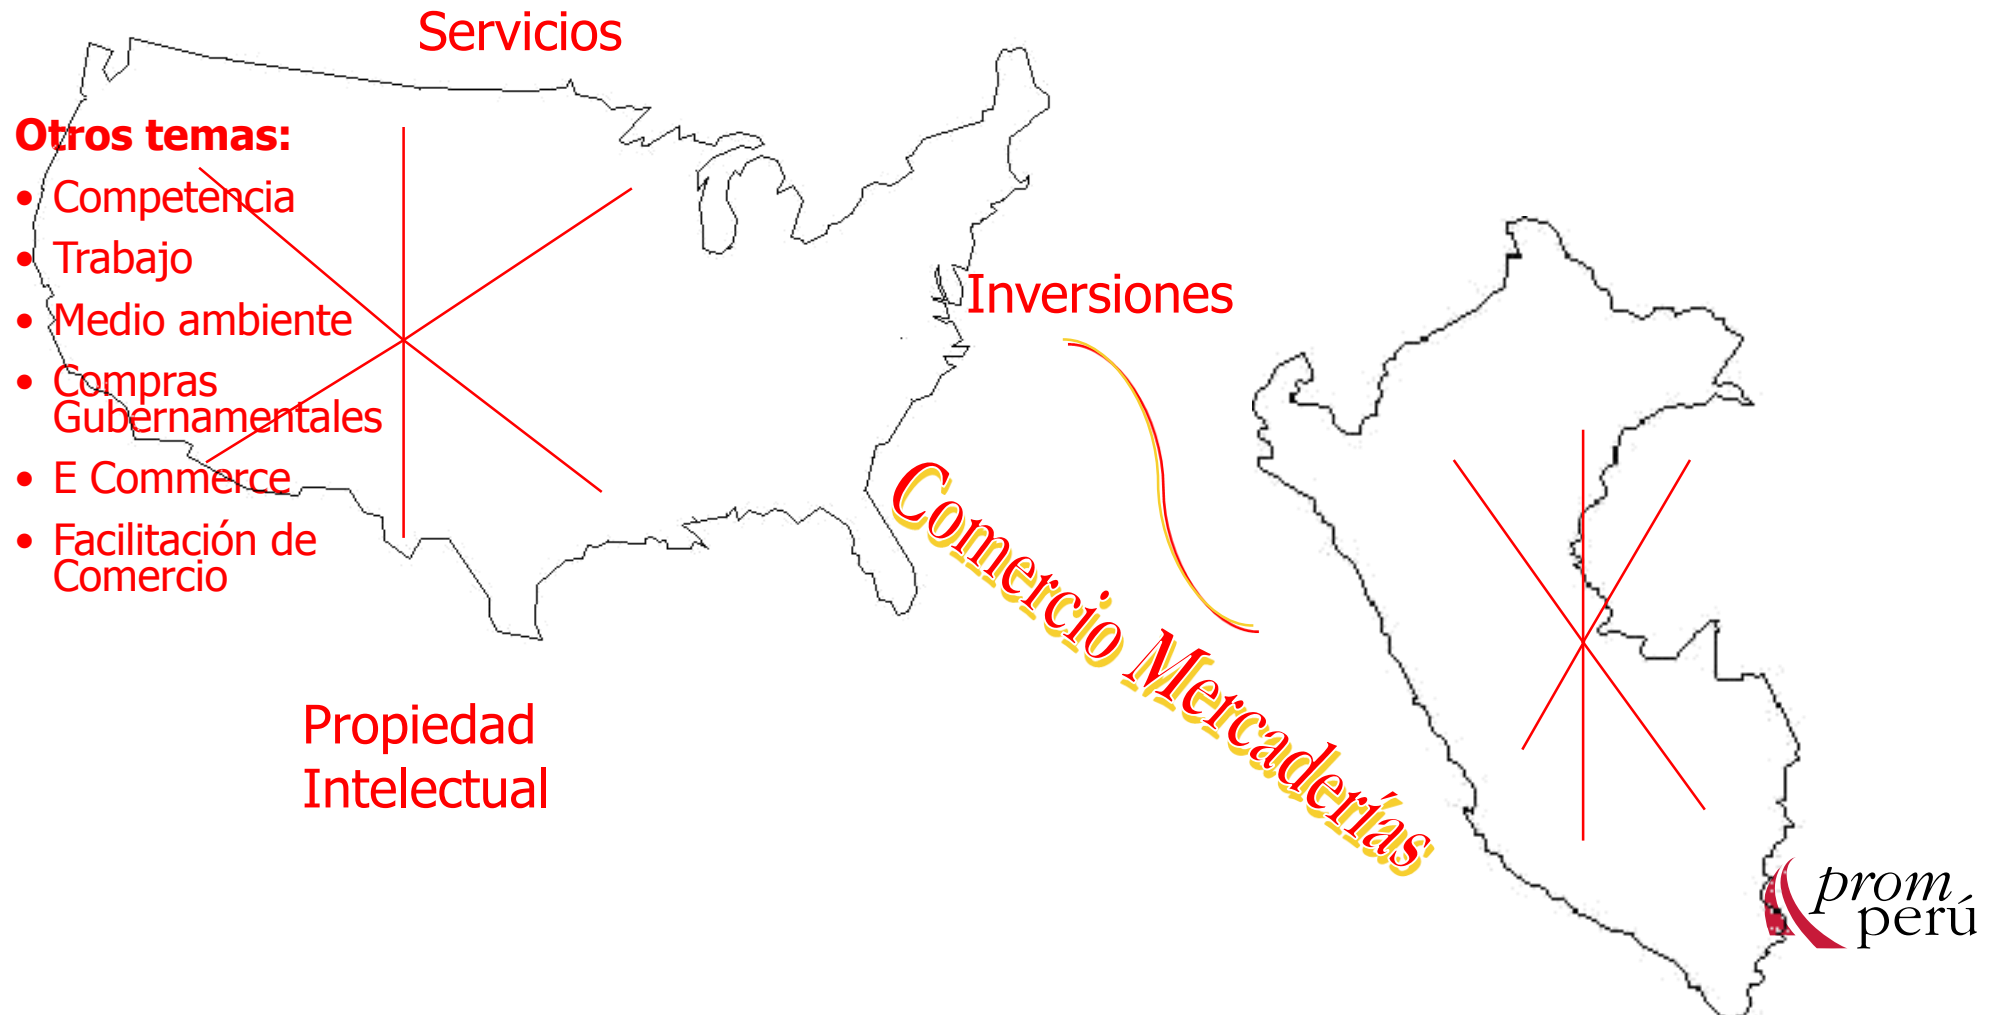 Servicios
Otros temas:
• Competencia
• Trabajo
• Medio ambiente
• Compras
Gubernamentales
• E Commerce
• Facilitación de
Comercio
Inversiones
Comercio Mercaderías
Propiedad
Intelectual
prom
perú